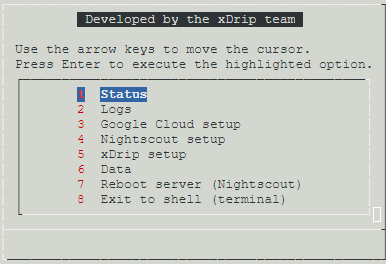 Developed by the xDrip team
Use the arrow keys to move the cursor.
Press Enter to execute the highlighted option.
1 Status
2 Logs
3 Google Cloud setup
4 Nightscout setup
5 xDrip setup
6 Data
7 Reboot server (Nightscout)
8 Exit to shell (terminal)